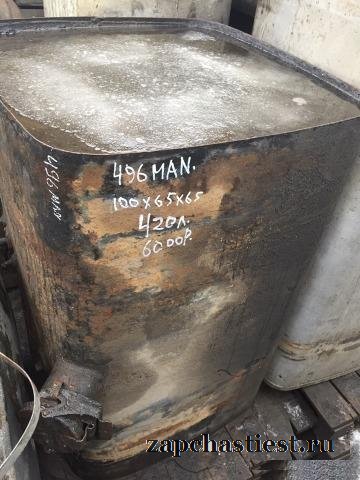 496 MAN.
100x65x65
420л.
6000р.
496 MAN
zapchastiest.ru